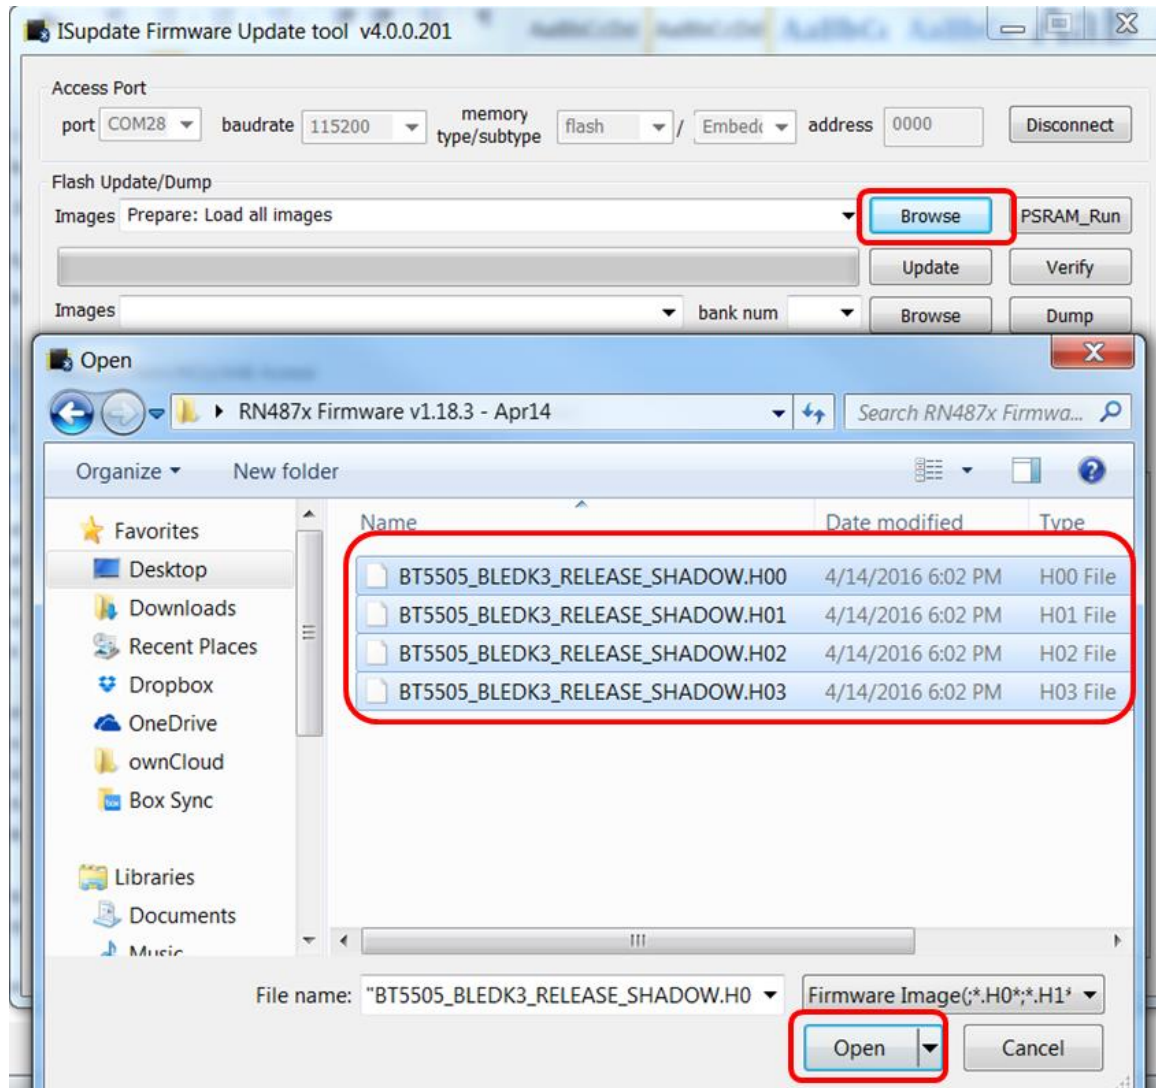 ISupdate Firmware Update tool v4.0.0.201
Access Port
port COM28 baudrate 115200 memory type/subtype flash / Embedc address 0000 Disconnect
Flash Update/Dump
Images Prepare: Load all images Browse PSRAM_Run
Update Verify
Images bank num Browse Dump
Open
RN487x Firmware v1.18.3 - Apr14 Search RN487x Firmwa...
Organize New folder
Name Date modified Type
Favorites
Desktop BT5505_BLEDK3_RELEASE_SHADOW.H00 4/14/2016 6:02 PM H00 File
Downloads BT5505_BLEDK3_RELEASE_SHADOW.H01 4/14/2016 6:02 PM H01 File
Recent Places BT5505_BLEDK3_RELEASE_SHADOW.H02 4/14/2016 6:02 PM H02 File
Dropbox BT5505_BLEDK3_RELEASE_SHADOW.H03 4/14/2016 6:02 PM H03 File
OneDrive
ownCloud
Box Sync
Libraries
Documents
Music
File name: "BT5505_BLEDK3_RELEASE_SHADOW.H0 Firmware Image(;*.H0*;*.H1*
Open Cancel